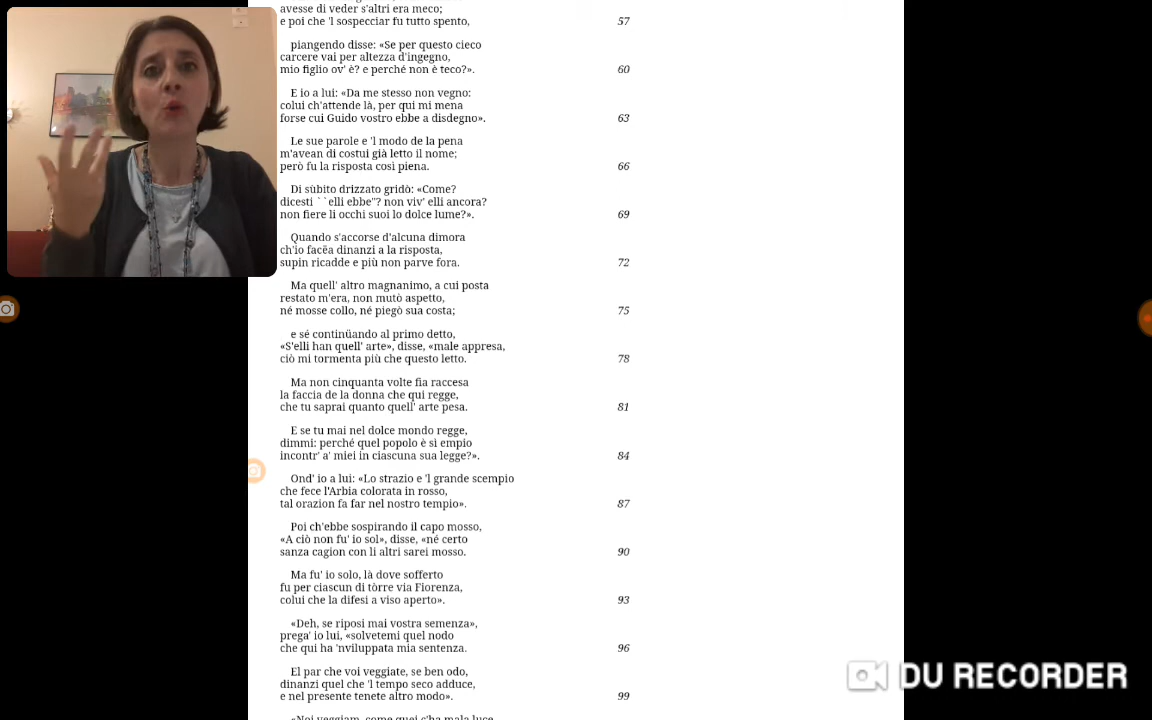 avesse di veder s'altri era meco;
e poi che 'l sospecciar fu tutto spento, 57
piangendo disse: «Se per questo cieco
carcere vai per altezza d'ingegno,
mio figlio ov' è? e perché non è teco?». 60
E io a lui: «Da me stesso non vegno:
colui ch'attende là, per qui mi mena
forse cui Guido vostro ebbe a disdegno». 63
Le sue parole e 'l modo de la pena
m'avean di costui già letto il nome;
però fu la risposta così piena. 66
Di sùbito drizzato gridò: «Come?
dicesti ``elli ebbe"? non viv' elli ancora?
non fiere li occhi suoi lo dolce lume?». 69
Quando s'accorse d'alcuna dimora
ch'io facëa dinanzi a la risposta,
supin ricadde e più non parve fora. 72
Ma quell' altro magnanimo, a cui posta
restato m'era, non mutò aspetto,
né mosse collo, né piegò sua costa; 75
e sé continüando al primo detto,
«S'elli han quell' arte», disse, «male appresa,
ciò mi tormenta più che questo letto. 78
Ma non cinquanta volte fia raccesa
la faccia de la donna che qui regge,
che tu saprai quanto quell' arte pesa. 81
E se tu mai nel dolce mondo regge,
dimmi: perché quel popolo è sì empio
incontr' a' miei in ciascuna sua legge?». 84
Ond' io a lui: «Lo strazio e 'l grande scempio
che fece l'Arbia colorata in rosso,
tal orazion fa far nel nostro tempio». 87
Poi ch'ebbe sospirando il capo mosso,
«A ciò non fu' io sol», disse, «né certo
sanza cagion con li altri sarei mosso. 90
Ma fu' io solo, là dove sofferto
fu per ciascun di tòrre via Fiorenza,
colui che la difesi a viso aperto». 93
«Deh, se riposi mai vostra semenza»,
prega' io lui, «solvetemi quel nodo
che qui ha 'nviluppata mia sentenza. 96
El par che voi veggiate, se ben odo,
dinanzi quel che 'l tempo seco adduce,
e nel presente tenete altro modo». 99
«Noi veggiam, come quei c'ha mala luce,
DU RECORDER